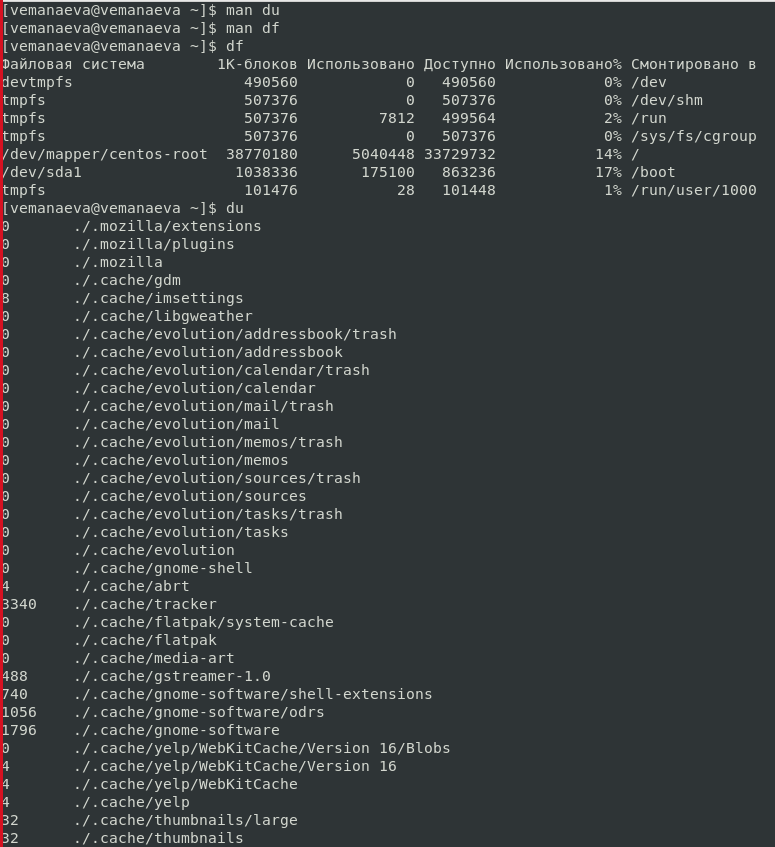 [vemanaeva@vemanaeva ~]$ man du
[vemanaeva@vemanaeva ~]$ man df
[vemanaeva@vemanaeva ~]$ df
Файловая система        1K-блоков Использовано Доступно Использовано% Смонтировано в
devtmpfs                   490560            0   490560            0% /dev
tmpfs                      507376            0   507376            0% /dev/shm
tmpfs                      507376         7812   499564            2% /run
tmpfs                      507376            0   507376            0% /sys/fs/cgroup
/dev/mapper/centos-root  38770180      5040448 33729732           14% /
/dev/sda1                 1038336       175100   863236           17% /boot
tmpfs                      101476           28   101448            1% /run/user/1000
[vemanaeva@vemanaeva ~]$ du
0       ./.mozilla/extensions
0       ./.mozilla/plugins
0       ./.mozilla
0       ./.cache/gdm
8       ./.cache/imsettings
0       ./.cache/libgweather
0       ./.cache/evolution/addressbook/trash
0       ./.cache/evolution/addressbook
0       ./.cache/evolution/calendar/trash
0       ./.cache/evolution/calendar
0       ./.cache/evolution/mail/trash
0       ./.cache/evolution/mail
0       ./.cache/evolution/memos/trash
0       ./.cache/evolution/memos
0       ./.cache/evolution/sources/trash
0       ./.cache/evolution/sources
0       ./.cache/evolution/tasks/trash
0       ./.cache/evolution/tasks
0       ./.cache/evolution
0       ./.cache/gnome-shell
4       ./.cache/abrt
3340    ./.cache/tracker
0       ./.cache/flatpak/system-cache
0       ./.cache/flatpak
0       ./.cache/media-art
488     ./.cache/gstreamer-1.0
740     ./.cache/gnome-software/shell-extensions
1056    ./.cache/gnome-software/odrs
1796    ./.cache/gnome-software
0       ./.cache/yelp/WebKitCache/Version 16/Blobs
4       ./.cache/yelp/WebKitCache/Version 16
4       ./.cache/yelp/WebKitCache
4       ./.cache/yelp
32      ./.cache/thumbnails/large
32      ./.cache/thumbnails